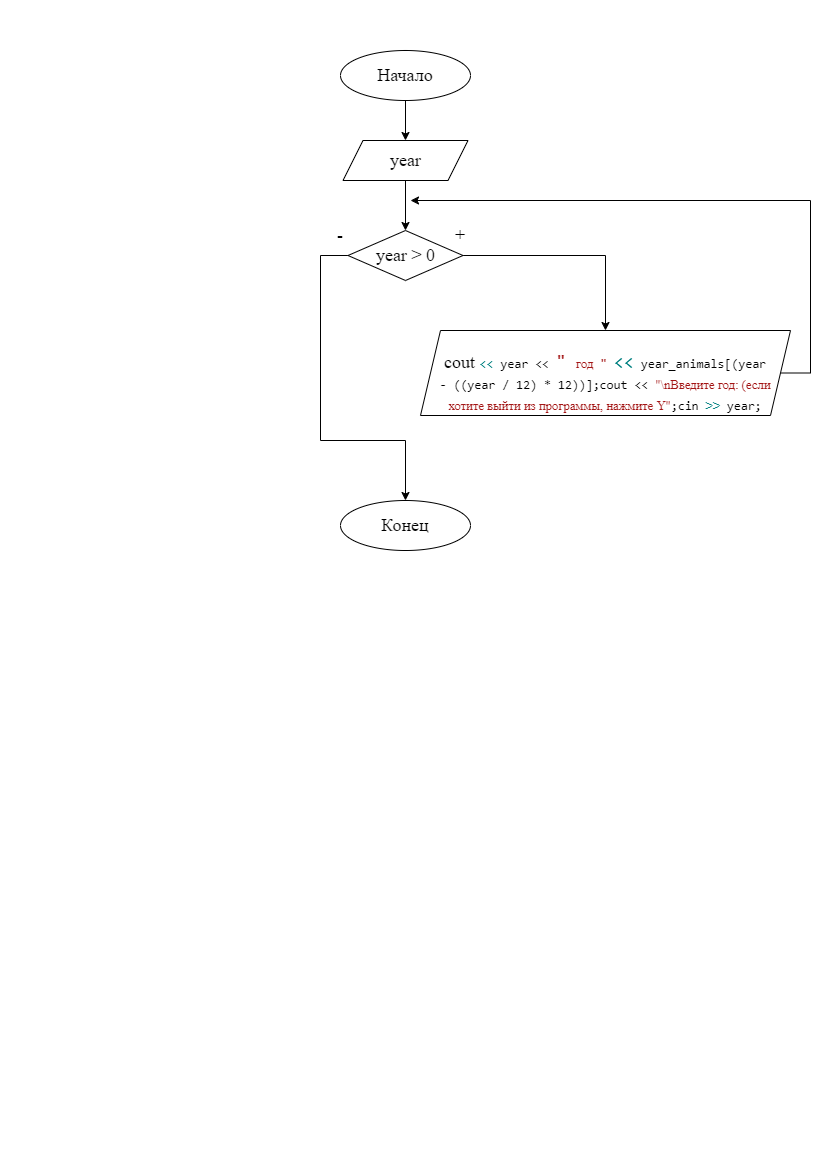 Начало
year
- +
year > 0
cout << year << " год " << year_animals[(year
- ((year / 12) * 12))];cout << "\nВведите год: (если
хотите выйти из программы, нажмите Y";cin >> year;
Конец